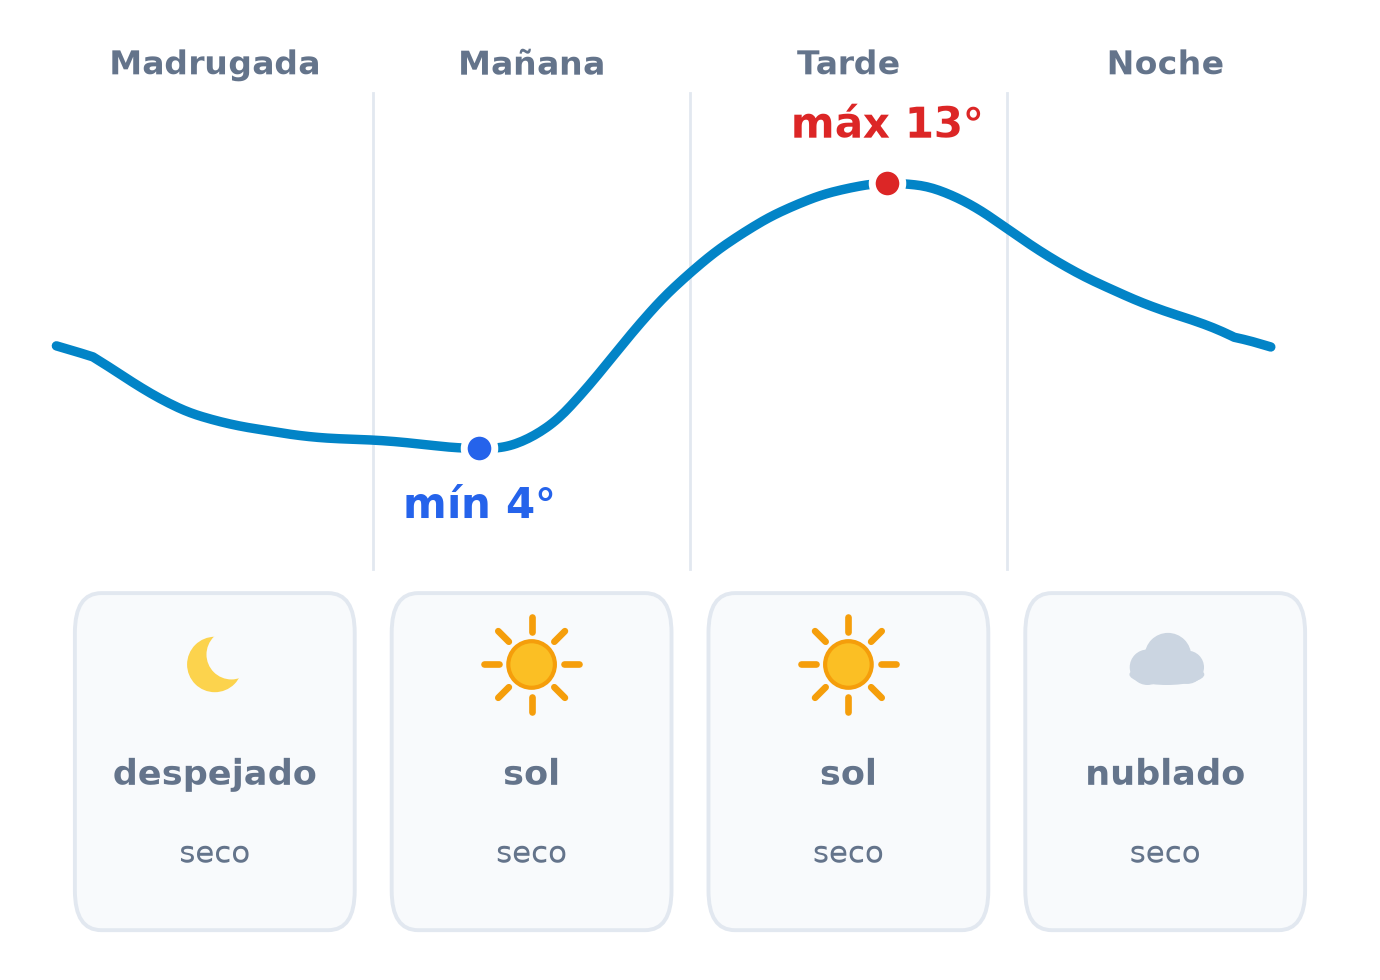 Madrugada Mañana Tarde Noche
máx 13°
mín 4°
despejado sol sol nublado
seco seco seco seco